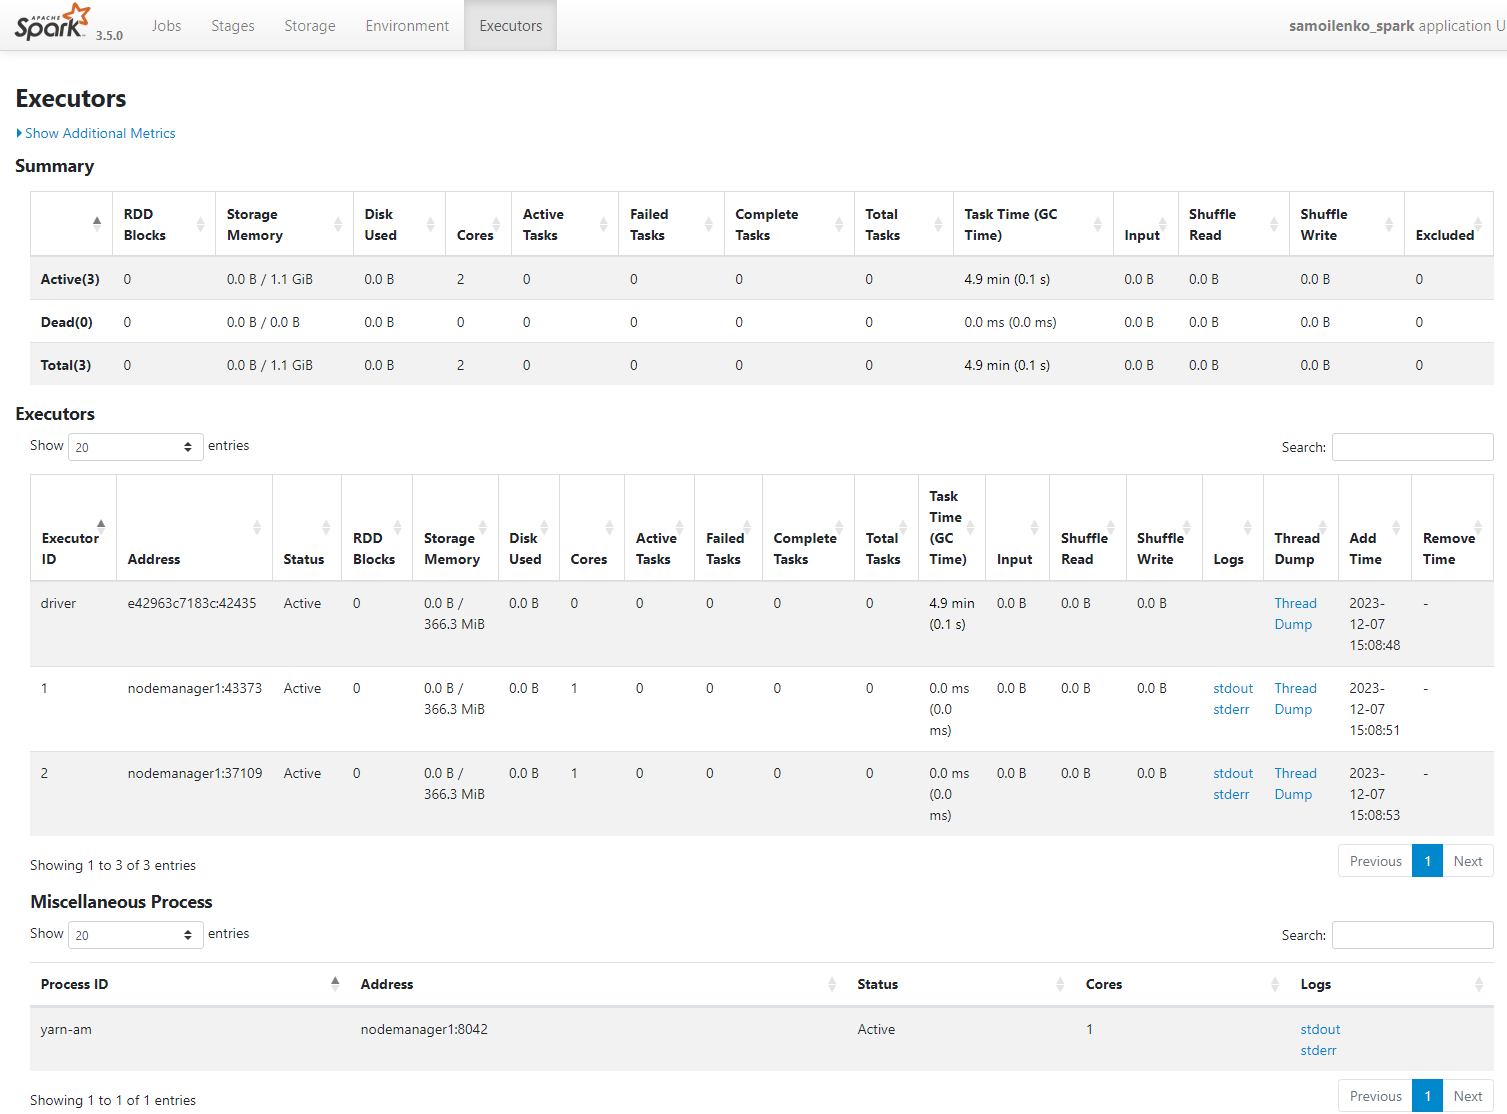 APACHE
Spark 3.5.0 Jobs Stages Storage Environment Executors samoilenko_spark application U
Executors
Show Additional Metrics
Summary
RDD Blocks Storage Memory Disk Used Cores Active Tasks Failed Tasks Complete Tasks Total Tasks Task Time (GC Time) Input Shuffle Read Shuffle Write Excluded
Active(3) 0 0.0 B / 1.1 GiB 0.0 B 2 0 0 0 0 4.9 min (0.1 s) 0.0 B 0.0 B 0.0 B 0
Dead(0) 0 0.0 B / 0.0 B 0.0 B 0 0 0 0 0 0.0 ms (0.0 ms) 0.0 B 0.0 B 0.0 B 0
Total(3) 0 0.0 B / 1.1 GiB 0.0 B 2 0 0 0 0 4.9 min (0.1 s) 0.0 B 0.0 B 0.0 B 0
Executors
Show 20 entries Search:
Executor ID Address Status RDD Blocks Storage Memory Disk Used Cores Active Tasks Failed Tasks Complete Tasks Total Tasks Task Time (GC Time) Input Shuffle Read Shuffle Write Logs Thread Dump Add Time Remove Time
driver e42963c7183c:42435 Active 0 0.0 B / 366.3 MiB 0.0 B 0 0 0 0 0 4.9 min (0.1 s) 0.0 B 0.0 B 0.0 B Thread Dump 2023-12-07 15:08:48 -
1 nodemanager1:43373 Active 0 0.0 B / 366.3 MiB 0.0 B 1 0 0 0 0 0.0 ms (0.0 ms) 0.0 B 0.0 B 0.0 B stdout stderr Thread Dump 2023-12-07 15:08:51 -
2 nodemanager1:37109 Active 0 0.0 B / 366.3 MiB 0.0 B 1 0 0 0 0 0.0 ms (0.0 ms) 0.0 B 0.0 B 0.0 B stdout stderr Thread Dump 2023-12-07 15:08:53 -
Showing 1 to 3 of 3 entries Previous 1 Next
Miscellaneous Process
Show 20 entries Search:
Process ID Address Status Cores Logs
yarn-am nodemanager1:8042 Active 1 stdout stderr
Showing 1 to 1 of 1 entries Previous 1 Next